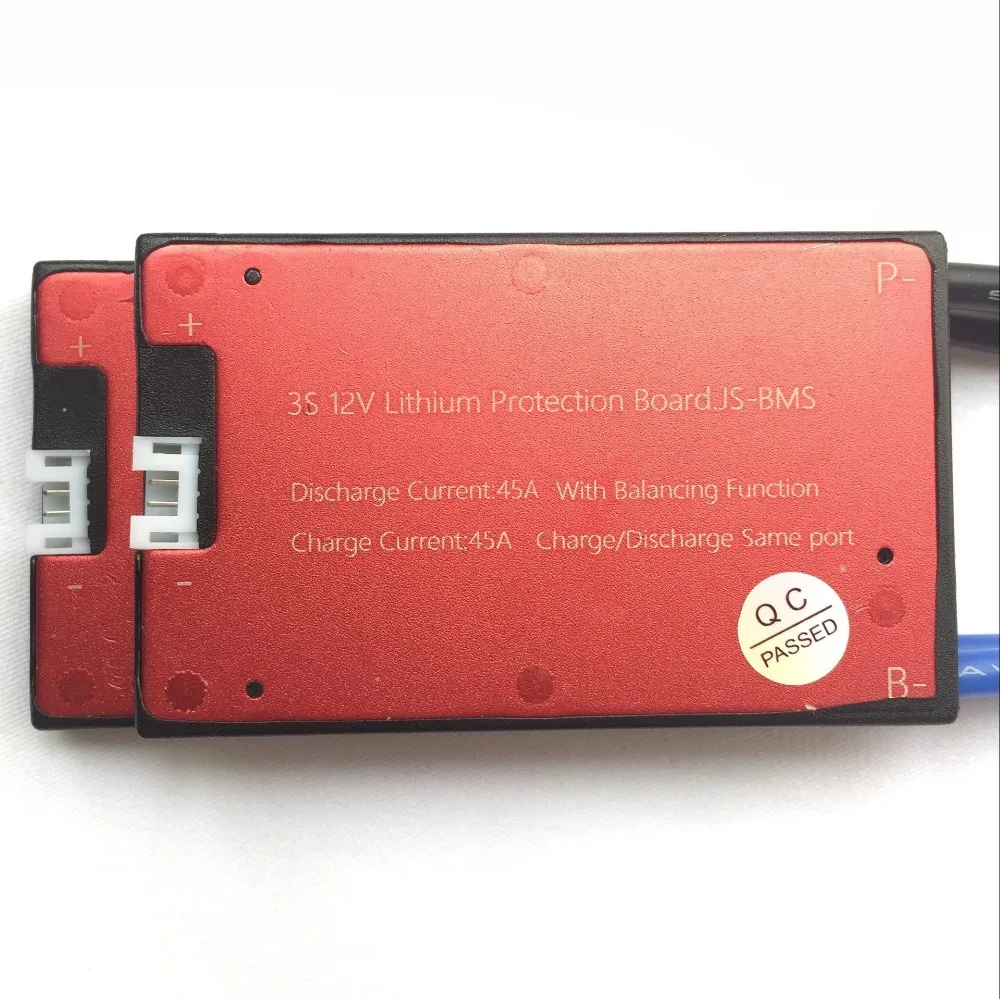 P-
+
+
3S 12V Lithium Protection Board.JS-BMS
Discharge Current:45A With Balancing Function
Charge Current:45A Charge/Discharge Same port
-
-
QC
PASSED
B-